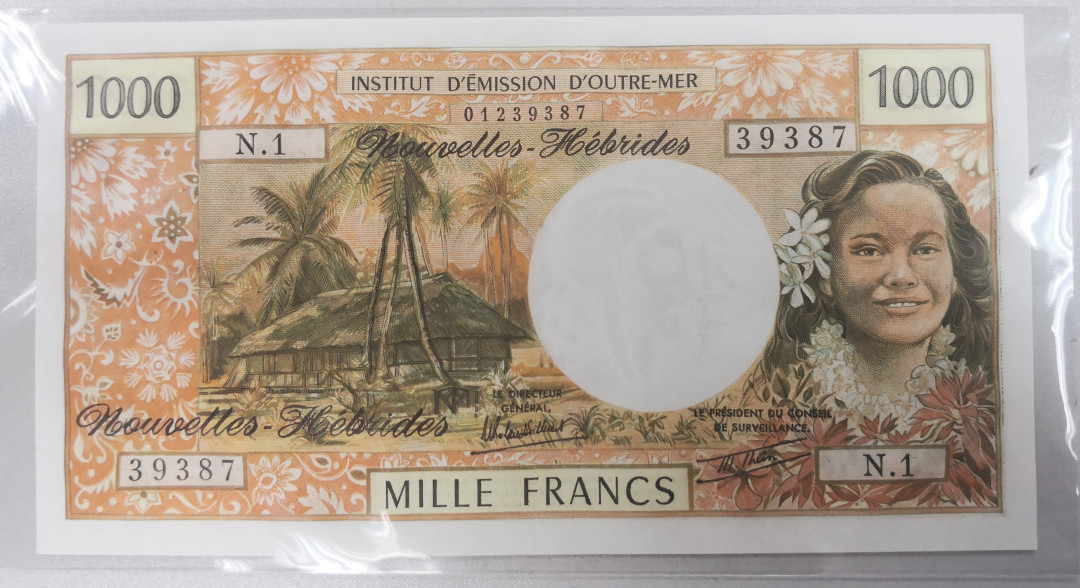 1000
INSTITUT D'ÉMISSION D'OUTRE-MER
1000
01239387
N.1
Nouvelles-Hébrides
39387
LE DIRECTEUR
GÉNÉRAL,
LE PRÉSIDENT DU CONSEIL
DE SURVEILLANCE.
Nouvelles-Hébrides
39387
MILLE FRANCS
N.1